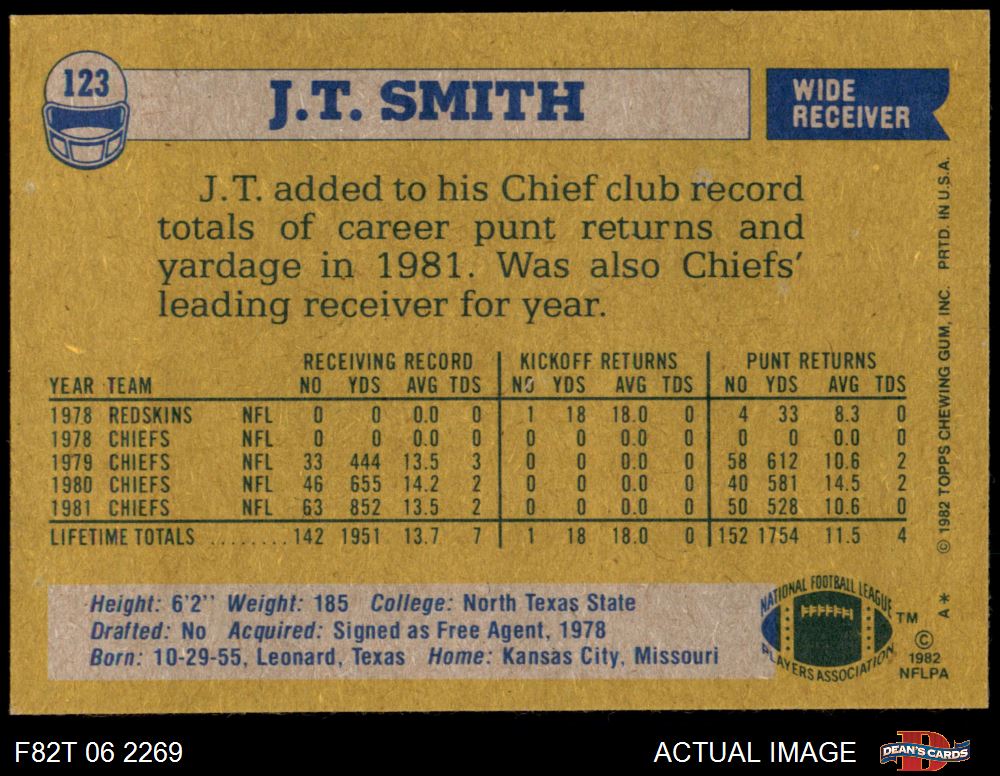 123
J.T. SMITH
WIDE
RECEIVER
J.T. added to his Chief club record
totals of career punt returns and
yardage in 1981. Was also Chiefs'
leading receiver for year.
RECEIVING RECORD KICKOFF RETURNS PUNT RETURNS
YEAR TEAM NO YDS AVG TDS NO YDS AVG TDS NO YDS AVG TDS
1978 REDSKINS NFL 0 0 0.0 0 1 18 18.0 0 4 33 8.3 0
1978 CHIEFS NFL 0 0 0.0 0 0 0 0.0 0 0 0 0.0 0
1979 CHIEFS NFL 33 444 13.5 3 0 0 0.0 0 58 612 10.6 2
1980 CHIEFS NFL 46 655 14.2 2 0 0 0.0 0 40 581 14.5 2
1981 CHIEFS NFL 63 852 13.5 2 0 0 0.0 0 50 528 10.6 0
LIFETIME TOTALS ........ 142 1951 13.7 7 1 18 18.0 0 152 1754 11.5 4
Height: 6'2" Weight: 185 College: North Texas State
Drafted: No Acquired: Signed as Free Agent, 1978
Born: 10-29-55, Leonard, Texas Home: Kansas City, Missouri
NATIONAL FOOTBALL LEAGUE
PLAYERS ASSOCIATION
TM
©
1982
NFLPA
A*
© 1982 TOPPS CHEWING GUM, INC. PRTD. IN U.S.A.
F82T 06 2269
ACTUAL IMAGE
D
DEAN'S CARDS